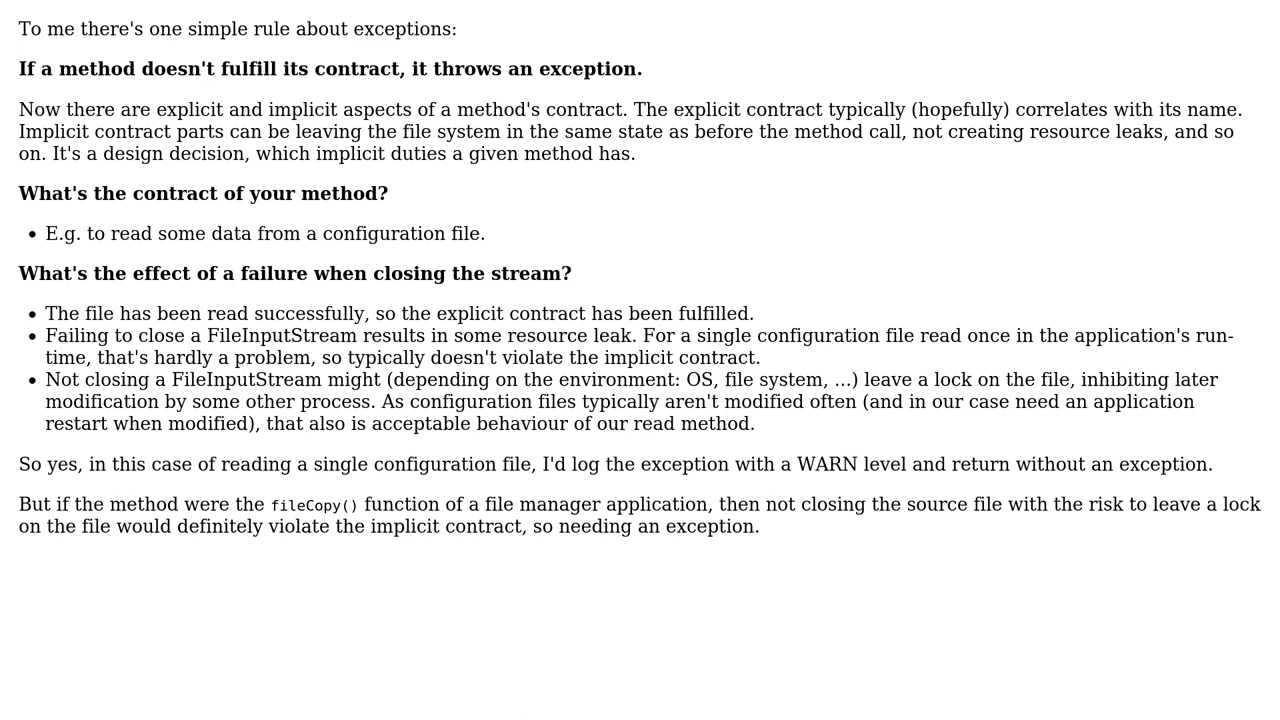 To me there's one simple rule about exceptions:
If a method doesn't fulfill its contract, it throws an exception.
Now there are explicit and implicit aspects of a method's contract. The explicit contract typically (hopefully) correlates with its name.
Implicit contract parts can be leaving the file system in the same state as before the method call, not creating resource leaks, and so
on. It's a design decision, which implicit duties a given method has.
What's the contract of your method?
• E.g. to read some data from a configuration file.
What's the effect of a failure when closing the stream?
• The file has been read successfully, so the explicit contract has been fulfilled.
• Failing to close a FileInputStream results in some resource leak. For a single configuration file read once in the application's run-
time, that's hardly a problem, so typically doesn't violate the implicit contract.
• Not closing a FileInputStream might (depending on the environment: OS, file system, ...) leave a lock on the file, inhibiting later
modification by some other process. As configuration files typically aren't modified often (and in our case need an application
restart when modified), that also is acceptable behaviour of our read method.
So yes, in this case of reading a single configuration file, I'd log the exception with a WARN level and return without an exception.
But if the method were the fileCopy() function of a file manager application, then not closing the source file with the risk to leave a lock
on the file would definitely violate the implicit contract, so needing an exception.